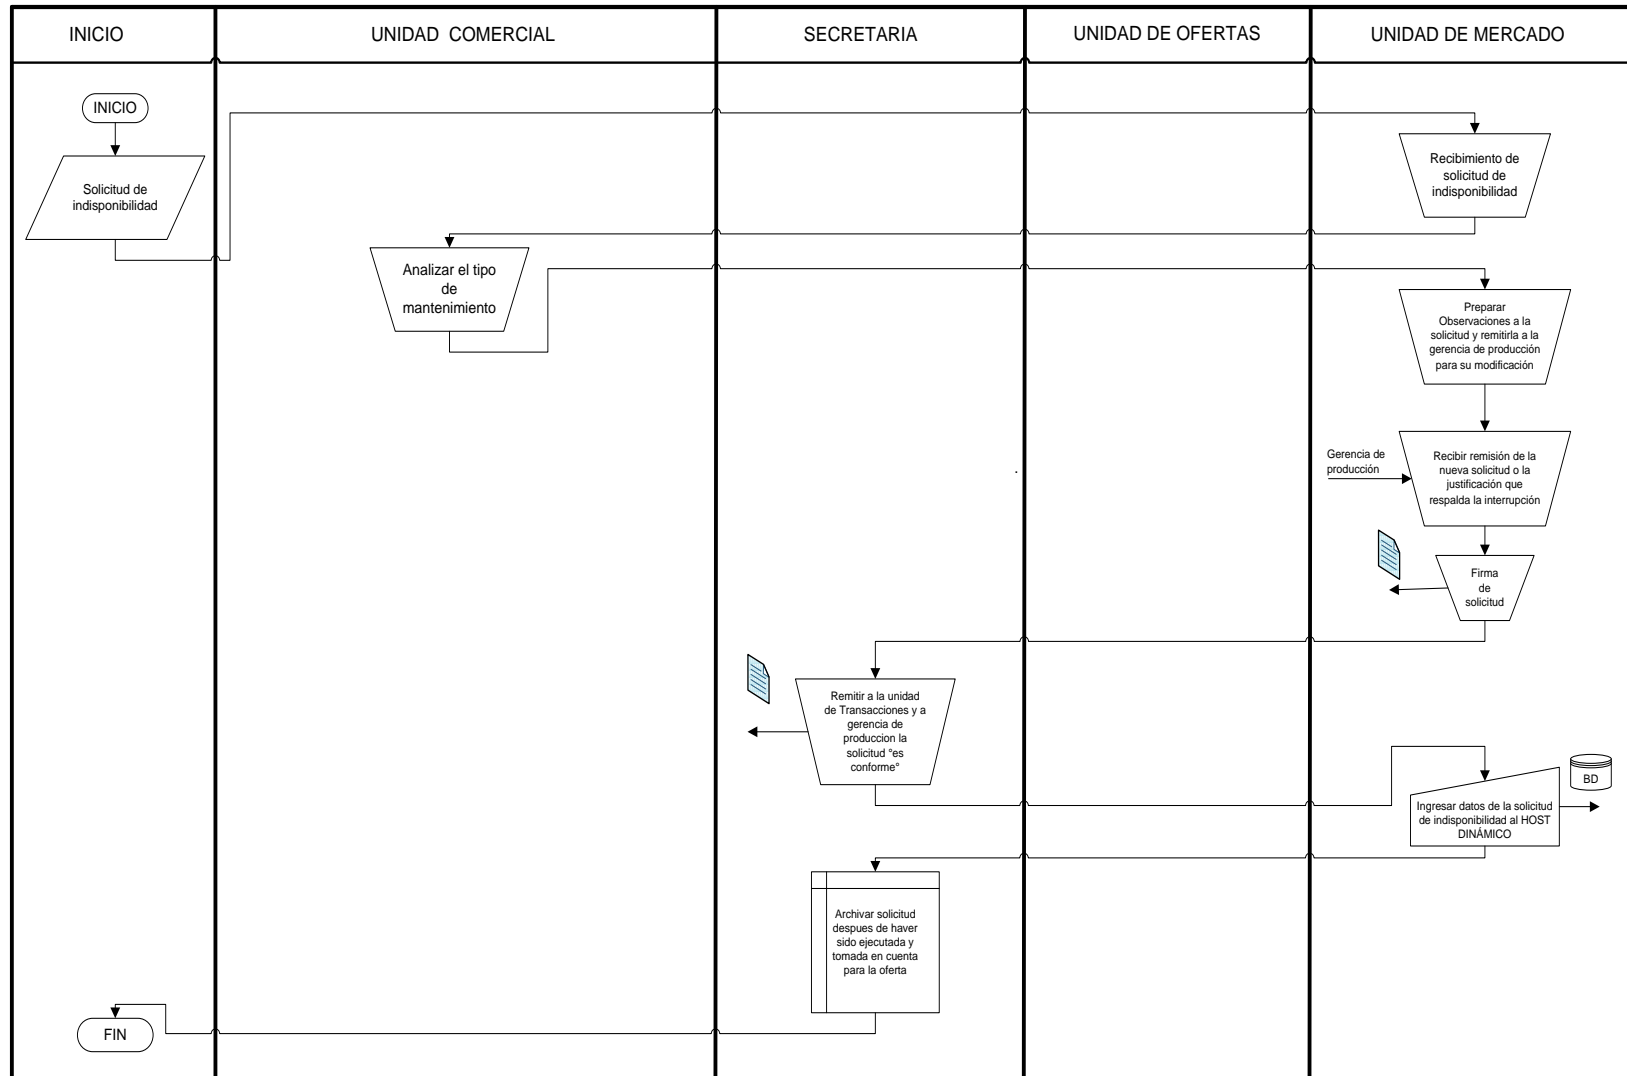 INICIO
UNIDAD COMERCIAL
SECRETARIA
UNIDAD DE OFERTAS
UNIDAD DE MERCADO
INICIO
Solicitud de
indisponibilidad
Recibimiento de
solicitud de
indisponibilidad
Analizar el tipo
de
mantenimiento
Preparar
Observaciones a la
solicitud y remitirla a la
gerencia de producción
para su modificación
Gerencia de
producción
Recibir remisión de la
nueva solicitud o la
justificación que
respalda la interrupción
Firma
de
solicitud
Remitir a la unidad
de Transacciones y a
gerencia de
produccion la
solicitud °es
conforme°
BD
Ingresar datos de la solicitud
de indisponibilidad al HOST
DINÁMICO
Archivar solicitud
despues de haver
sido ejecutada y
tomada en cuenta
para la oferta
FIN